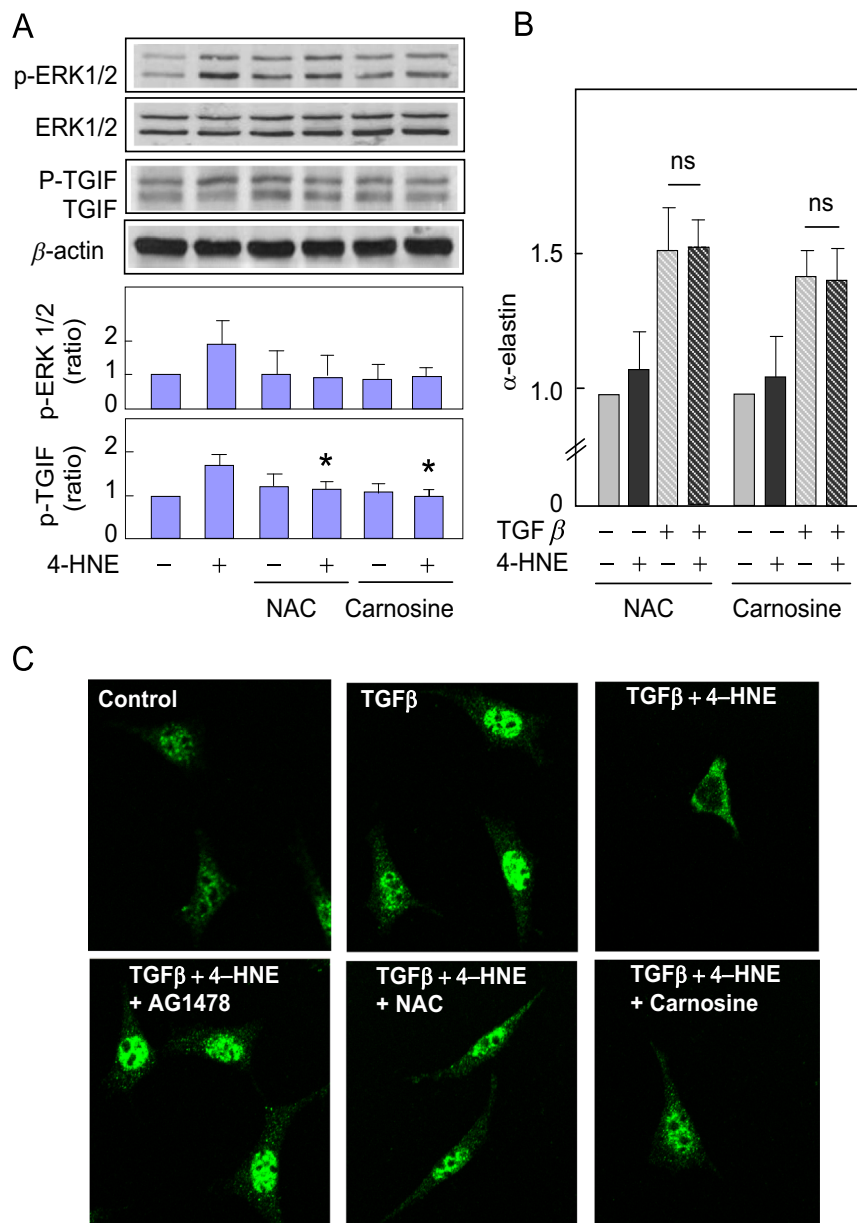 A
p-ERK1/2
ERK1/2
P-TGIF
TGIF
β-actin
p-ERK 1/2
(ratio)
2
1
0
p-TGIF
(ratio)
2
1
0
* *
4-HNE − + − + − +
NAC Carnosine
B
α-elastin
1.5
1.0
0
ns
ns
TGF β − − + + − − + +
4-HNE − + − + − + − +
NAC Carnosine
C
Control
TGFβ
TGFβ + 4–HNE
TGFβ + 4–HNE
+ AG1478
TGFβ + 4–HNE
+ NAC
TGFβ + 4–HNE
+ Carnosine